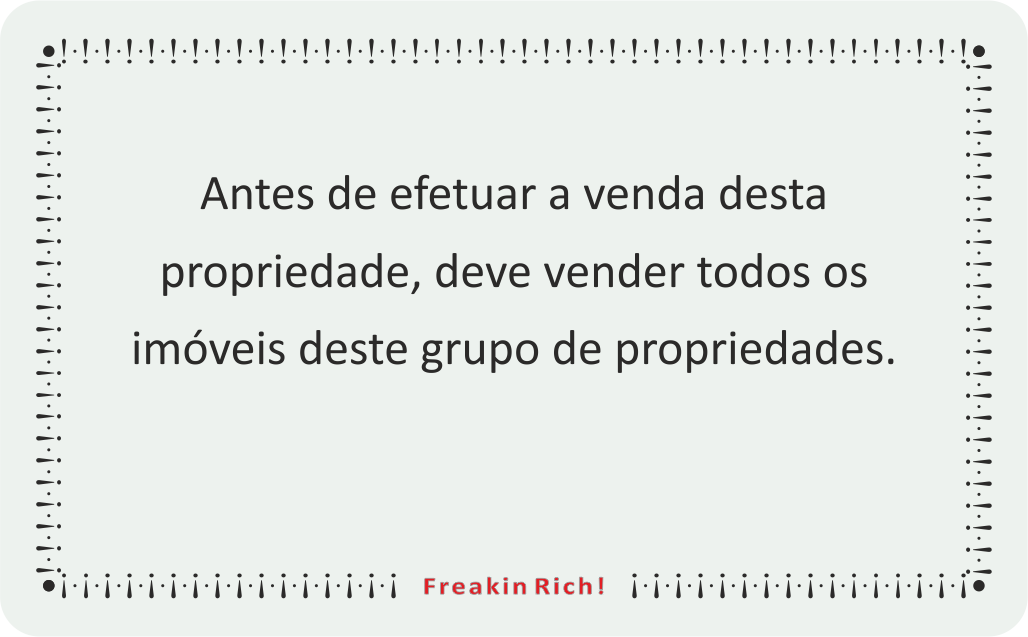 Antes de efetuar a venda desta
propriedade, deve vender todos os
imóveis deste grupo de propriedades.
Freakin Rich!